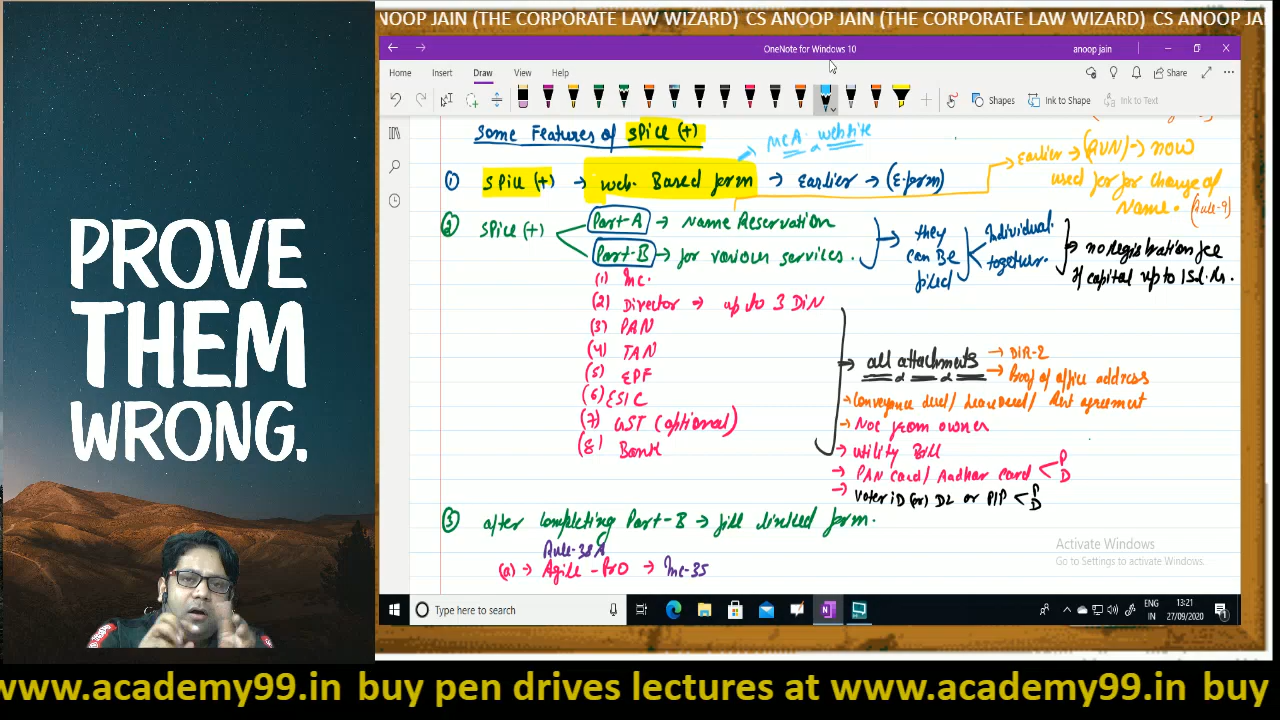 NOOP JAIN (THE CORPORATE LAW WIZARD) CS ANOOP JAIN (THE CORPORATE LAW WIZARD) CS ANOOP JAI
OneNote for Windows 10
anoop jain
Home Insert Draw View Help
Share
Shapes
Ink to Shape
Ink to Text
PROVE
THEM
WRONG.
Some Features of SPice (+)
MCA website
① SPice (+) → web-Based form → Earlier → (E-form)
Earlier → (RUN) → now
used for for change of
Name. (Rule-9)
② SPice (+)
Part-A → Name Reservation
Part-B → for various services.
they
can Be
filed
Individual.
together.
no Registration fee
if capital up to 15L. Rs.
(1) Inc.
(2) Director → up to 3 DIN
(3) PAN
(4) TAN
(5) EPF
(6) ESIC
(7) GST (optional)
(8) Bank
→ all attachments
→ DIR-2
→ Proof of office address
→ Conveyance deed/ Lease deed/ Rent agreement
→ NOC from owner
→ utility Bill
→ PAN card/ Aadhar card < P D
→ Voter ID (or) DL or P/P < P D
③ after completing Part-B → fill linked form.
Rule-38A
(a) → Agile-PRO → Inc-35
Activate Windows
Go to Settings to activate Windows.
Type here to search
ENG
IN
13:21
27/09/2020
www.academy99.in buy pen drives lectures at www.academy99.in buy